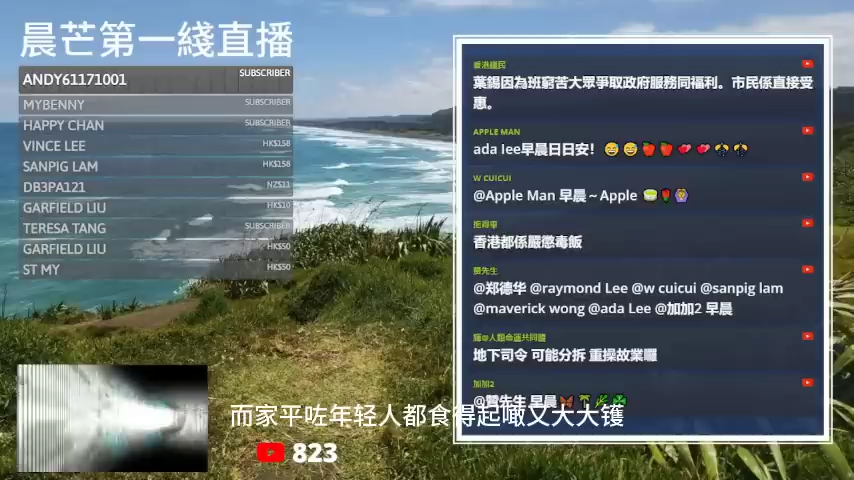 晨芒第一綫直播
ANDY61171001 SUBSCRIBER
MYBENNY SUBSCRIBER
HAPPY CHAN SUBSCRIBER
VINCE LEE HK$158
SANPIG LAM HK$158
DB3PA121 NZ$11
GARFIELD LIU HK$10
TERESA TANG SUBSCRIBER
GARFIELD LIU HK$50
ST MY HK$50
葉錫因為班窮苦大眾爭取政府服務同福利。市民係直接受
惠。
APPLE MAN
ada lee早晨日日安! 😄😅🍎🍎
W CUICUI
@Apple Man 早晨～Apple 🍵🌹🙆
香港都係嚴懲毒飯
贊先生
@郑德华 @raymond Lee @w cuicui @sanpig lam
@maverick wong @ada Lee @加加2 早晨
地下司令 可能分拆 重操故業囉
加加2
@贊先生 早晨🦋🌴🌿🍀
而家平咗年轻人都食得起噉又大大镬
823